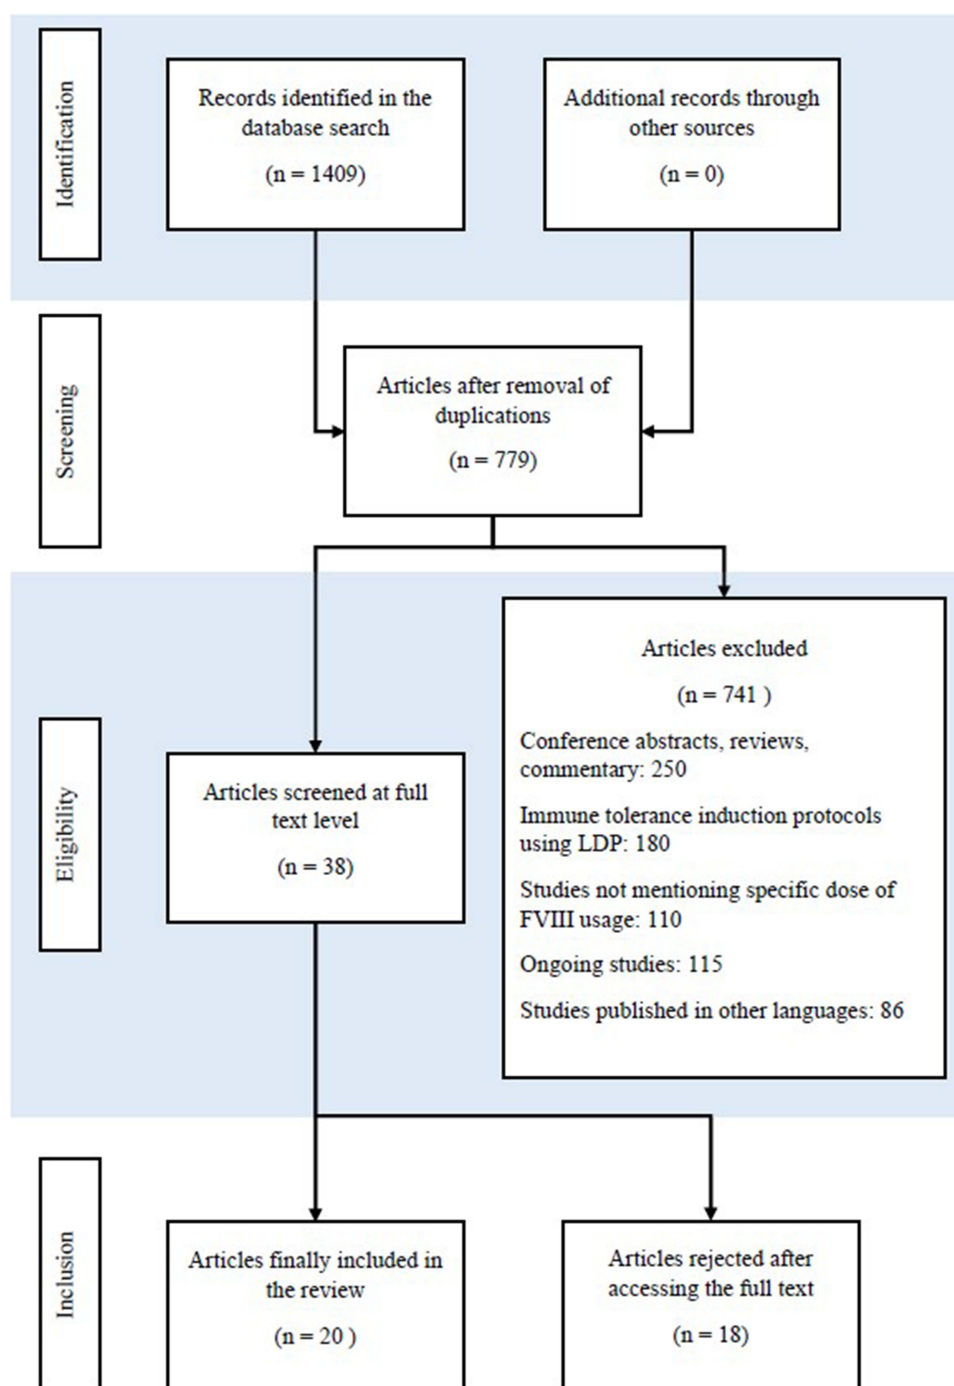 Identification
Records identified in the
database search
(n = 1409)
Additional records through
other sources
(n = 0)
Screening
Articles after removal of
duplications
(n = 779)
Eligibility
Articles screened at full
text level
(n = 38)
Articles excluded
(n = 741 )
Conference abstracts, reviews,
commentary: 250
Immune tolerance induction protocols
using LDP: 180
Studies not mentioning specific dose of
FVIII usage: 110
Ongoing studies: 115
Studies published in other languages: 86
Inclusion
Articles finally included in
the review
(n = 20 )
Articles rejected after
accessing the full text
(n = 18)